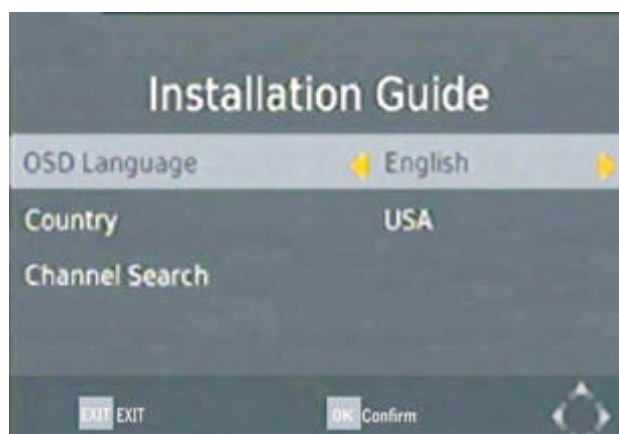 Installation Guide
OSD Language English
Country USA
Channel Search
EXIT EXIT OK Confirm